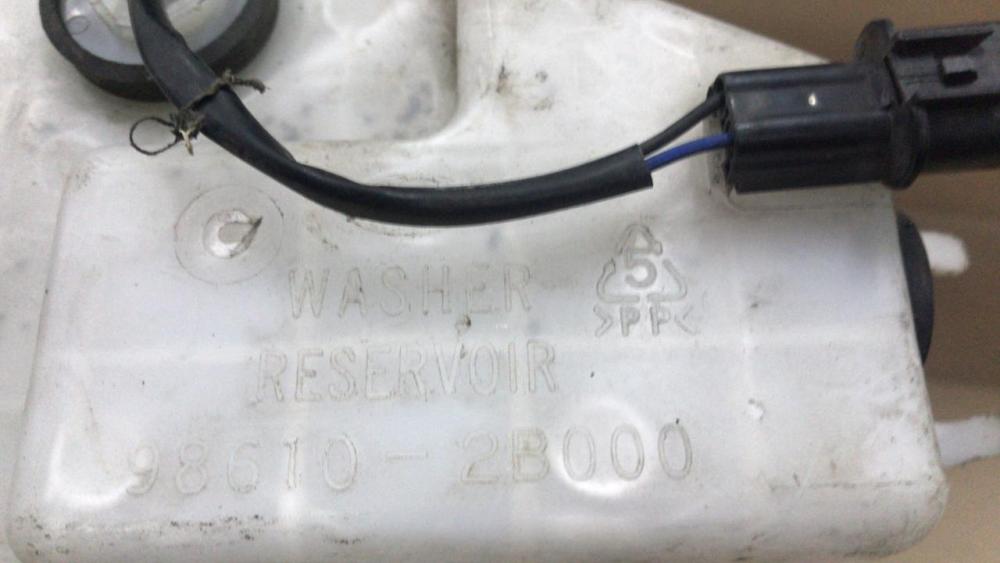 WASHER
RESERVOIR
98610-2B000
5
>PP<